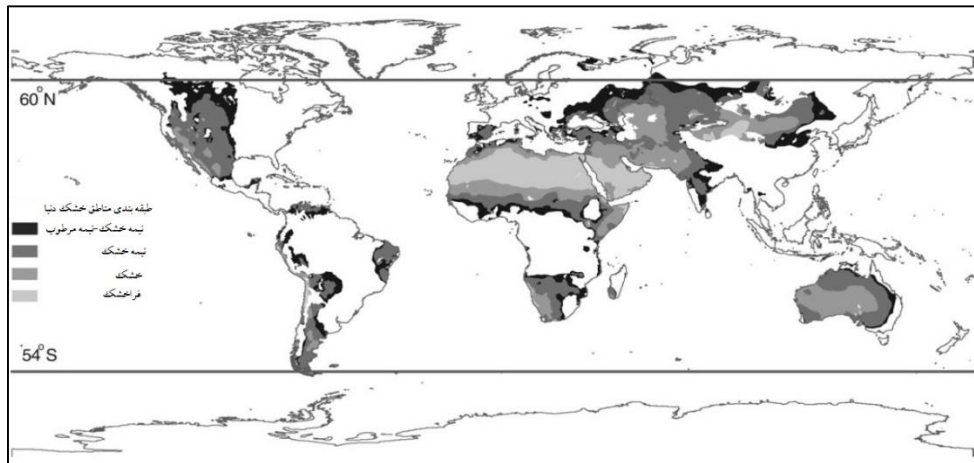 60°N
طبقه بندی مناطق خشک دنیا
نیمه خشک-نیمه مرطوب
نیمه خشک
خشک
فراخشک
54°S